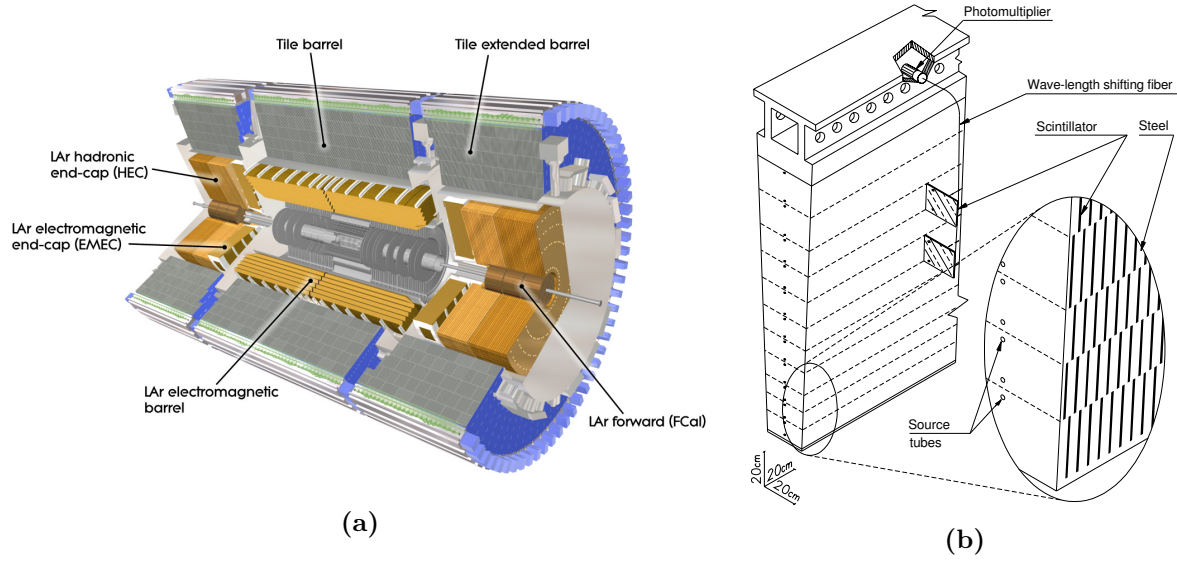 Tile barrel
Tile extended barrel
LAr hadronic
end-cap (HEC)
LAr electromagnetic
end-cap (EMEC)
LAr electromagnetic
barrel
LAr forward (FCal)
(a)
Photomultiplier
Wave-length shifting fiber
Scintillator
Steel
Source
tubes
20cm
20cm
20cm
(b)